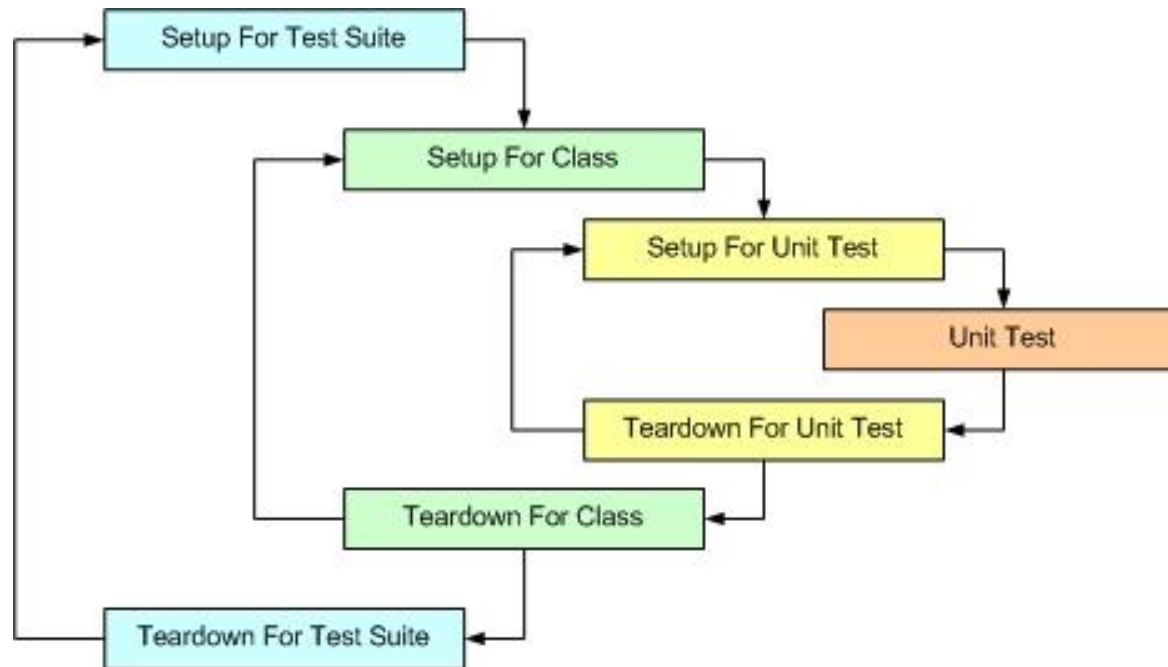 Setup For Test Suite
Setup For Class
Setup For Unit Test
Unit Test
Teardown For Unit Test
Teardown For Class
Teardown For Test Suite